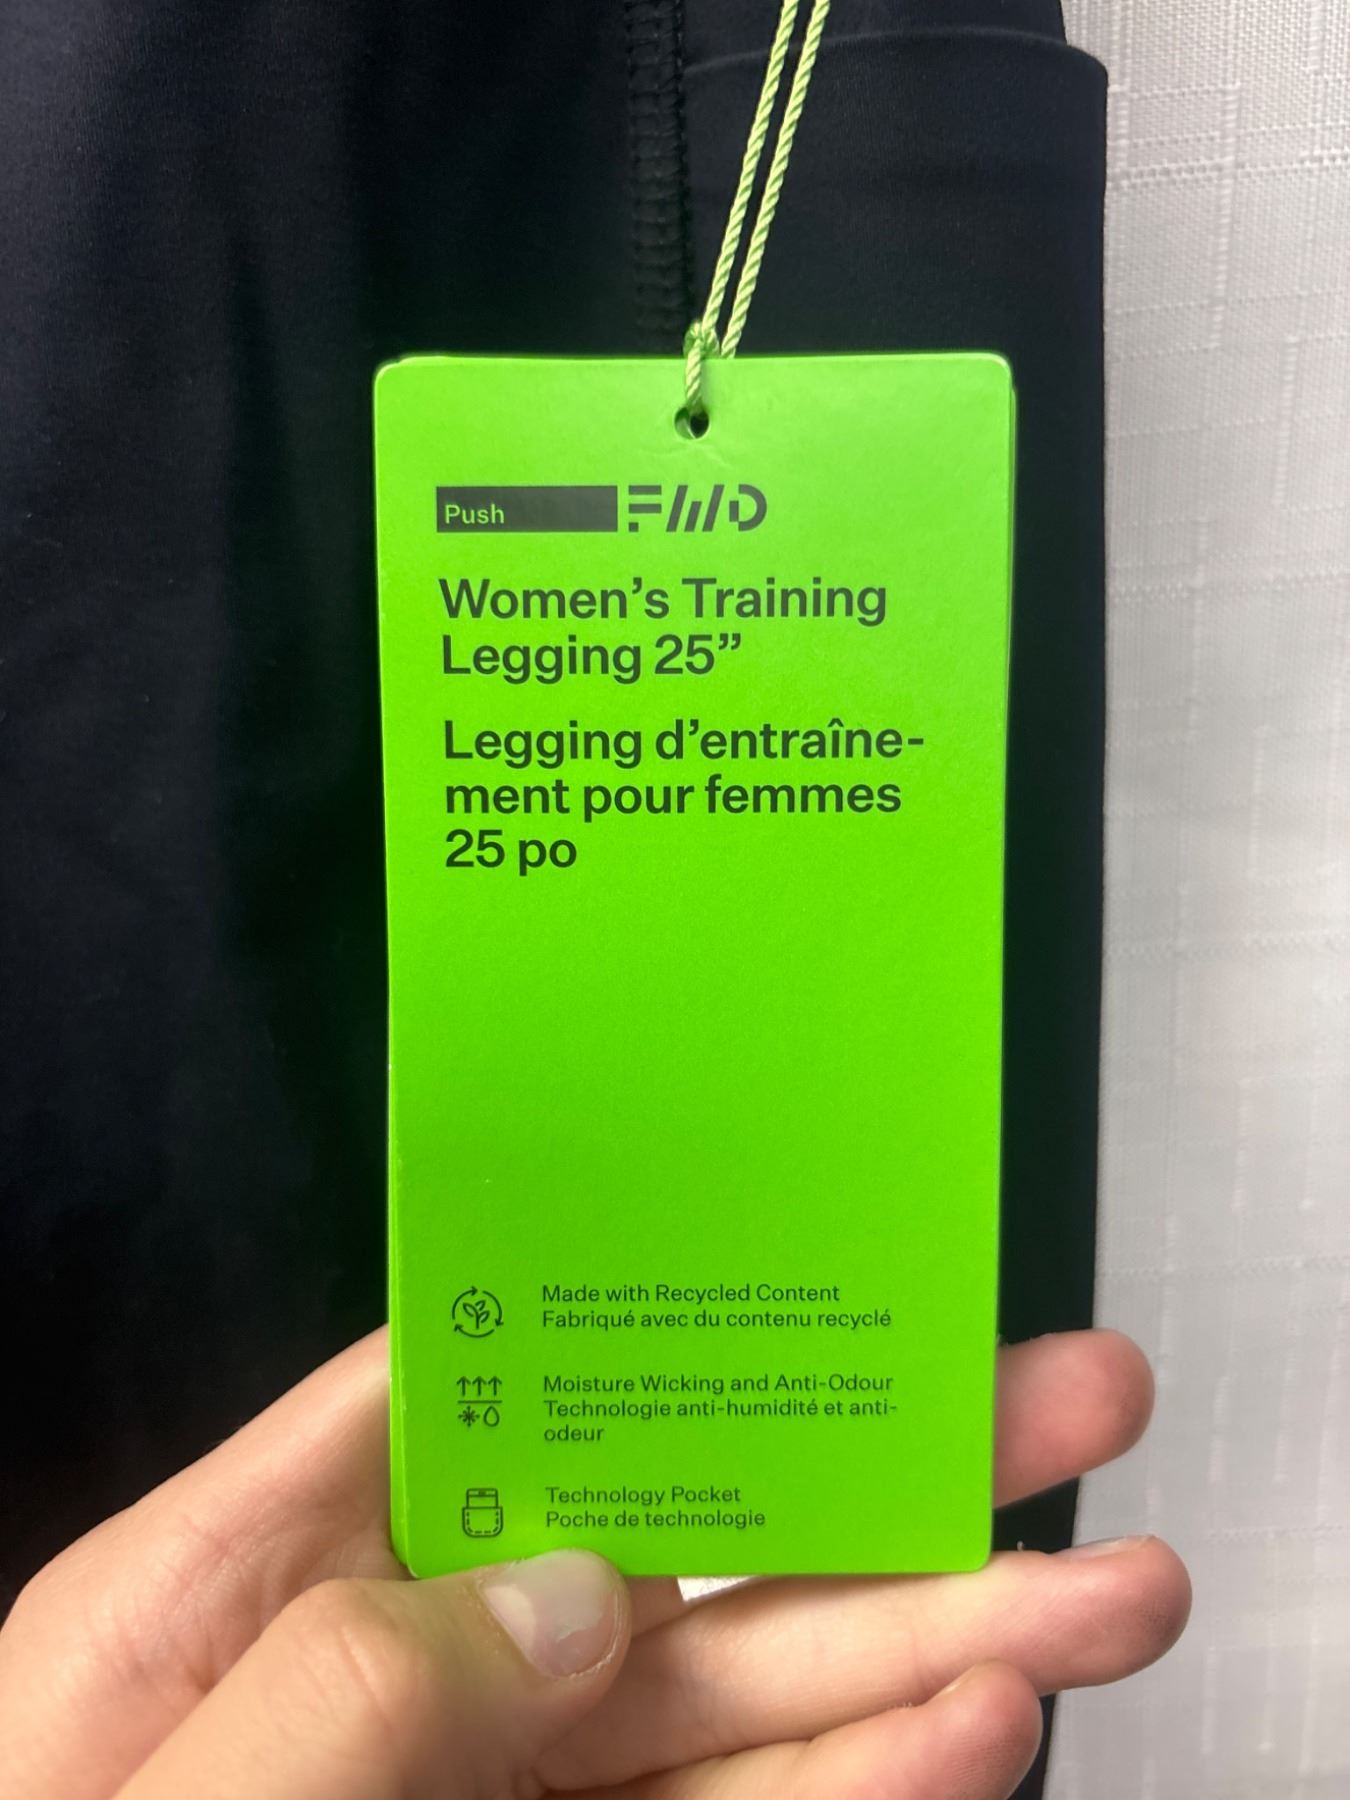 Push FWD
Women’s Training
Legging 25”
Legging d’entraîne-
ment pour femmes
25 po
Made with Recycled Content
Fabriqué avec du contenu recyclé
Moisture Wicking and Anti-Odour
Technologie anti-humidité et anti-
odeur
Technology Pocket
Poche de technologie